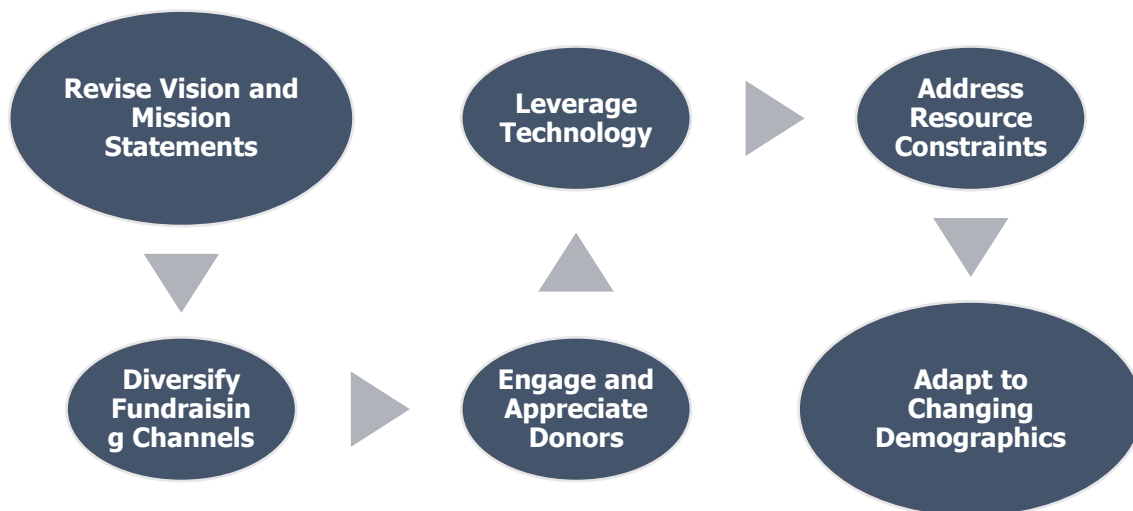 Revise Vision and
Mission
Statements
Diversify
Fundraisin
g Channels
Engage and
Appreciate
Donors
Leverage
Technology
Address
Resource
Constraints
Adapt to
Changing
Demographics